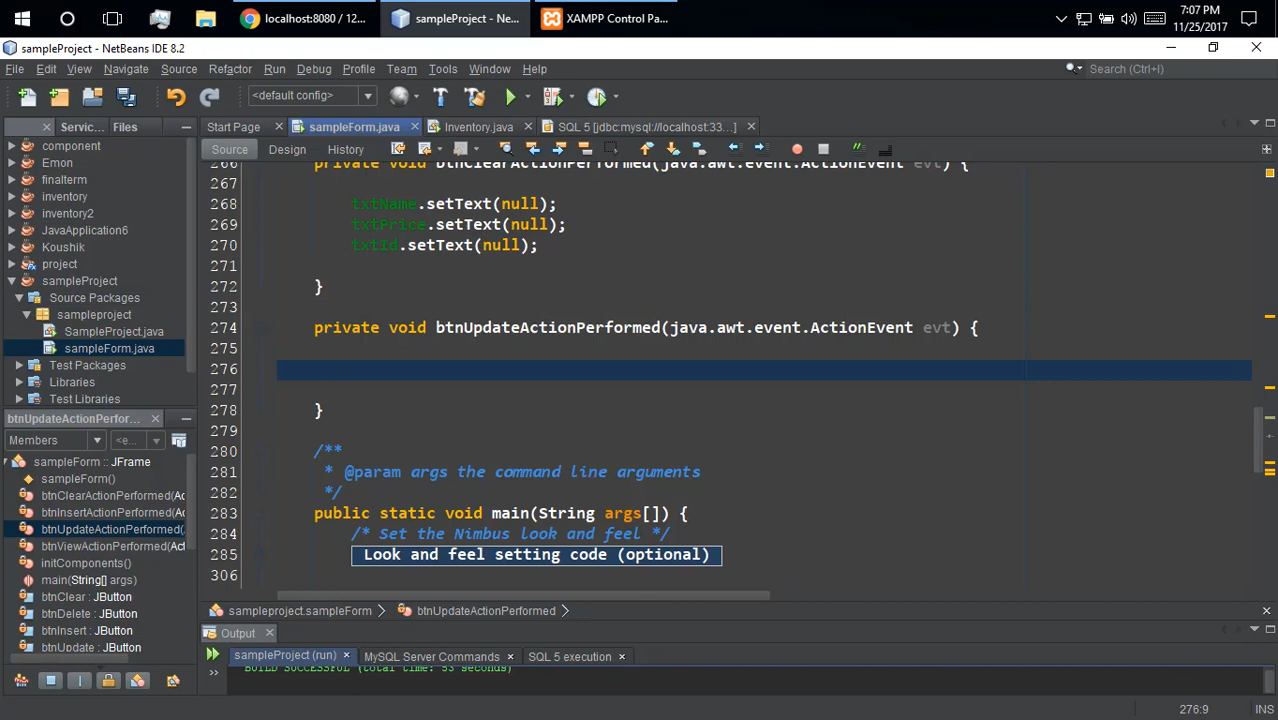 localhost:8080 / 12...
sampleProject - Ne...
XAMPP Control Pa...
7:07 PM
11/25/2017
sampleProject - NetBeans IDE 8.2
File Edit View Navigate Source Refactor Run Debug Profile Team Tools Window Help
Search (Ctrl+I)
<default config>
Servic... Files
Start Page
sampleForm.java
Inventory.java
SQL 5 [jdbc:mysql://localhost:33...]
Source Design History
component
Emon
finalterm
inventory
inventory2
JavaApplication6
Koushik
project
sampleProject
Source Packages
sampleproject
SampleProject.java
sampleForm.java
Test Packages
Libraries
Test Libraries
266 private void btnClearActionPerformed(java.awt.event.ActionEvent evt) {
267
268 txtName.setText(null);
269 txtPrice.setText(null);
270 txtId.setText(null);
271
272 }
273
274 private void btnUpdateActionPerformed(java.awt.event.ActionEvent evt) {
275
276
277
278 }
279
280 /**
281 * @param args the command line arguments
282 */
283 public static void main(String args[]) {
284 /* Set the Nimbus look and feel */
285 Look and feel setting code (optional)
306
btnUpdateActionPerfor...
Members <e...
sampleForm :: JFrame
sampleForm()
btnClearActionPerformed(Ac
btnInsertActionPerformed(Ac
btnUpdateActionPerformed(
btnViewActionPerformed(Act
initComponents()
main(String[] args)
btnClear : JButton
btnDelete : JButton
btnInsert : JButton
btnUpdate : JButton
sampleproject.sampleForm
btnUpdateActionPerformed
Output
sampleProject (run)
MySQL Server Commands
SQL 5 execution
BUILD SUCCESSFUL (total time: 53 seconds)
276:9
INS